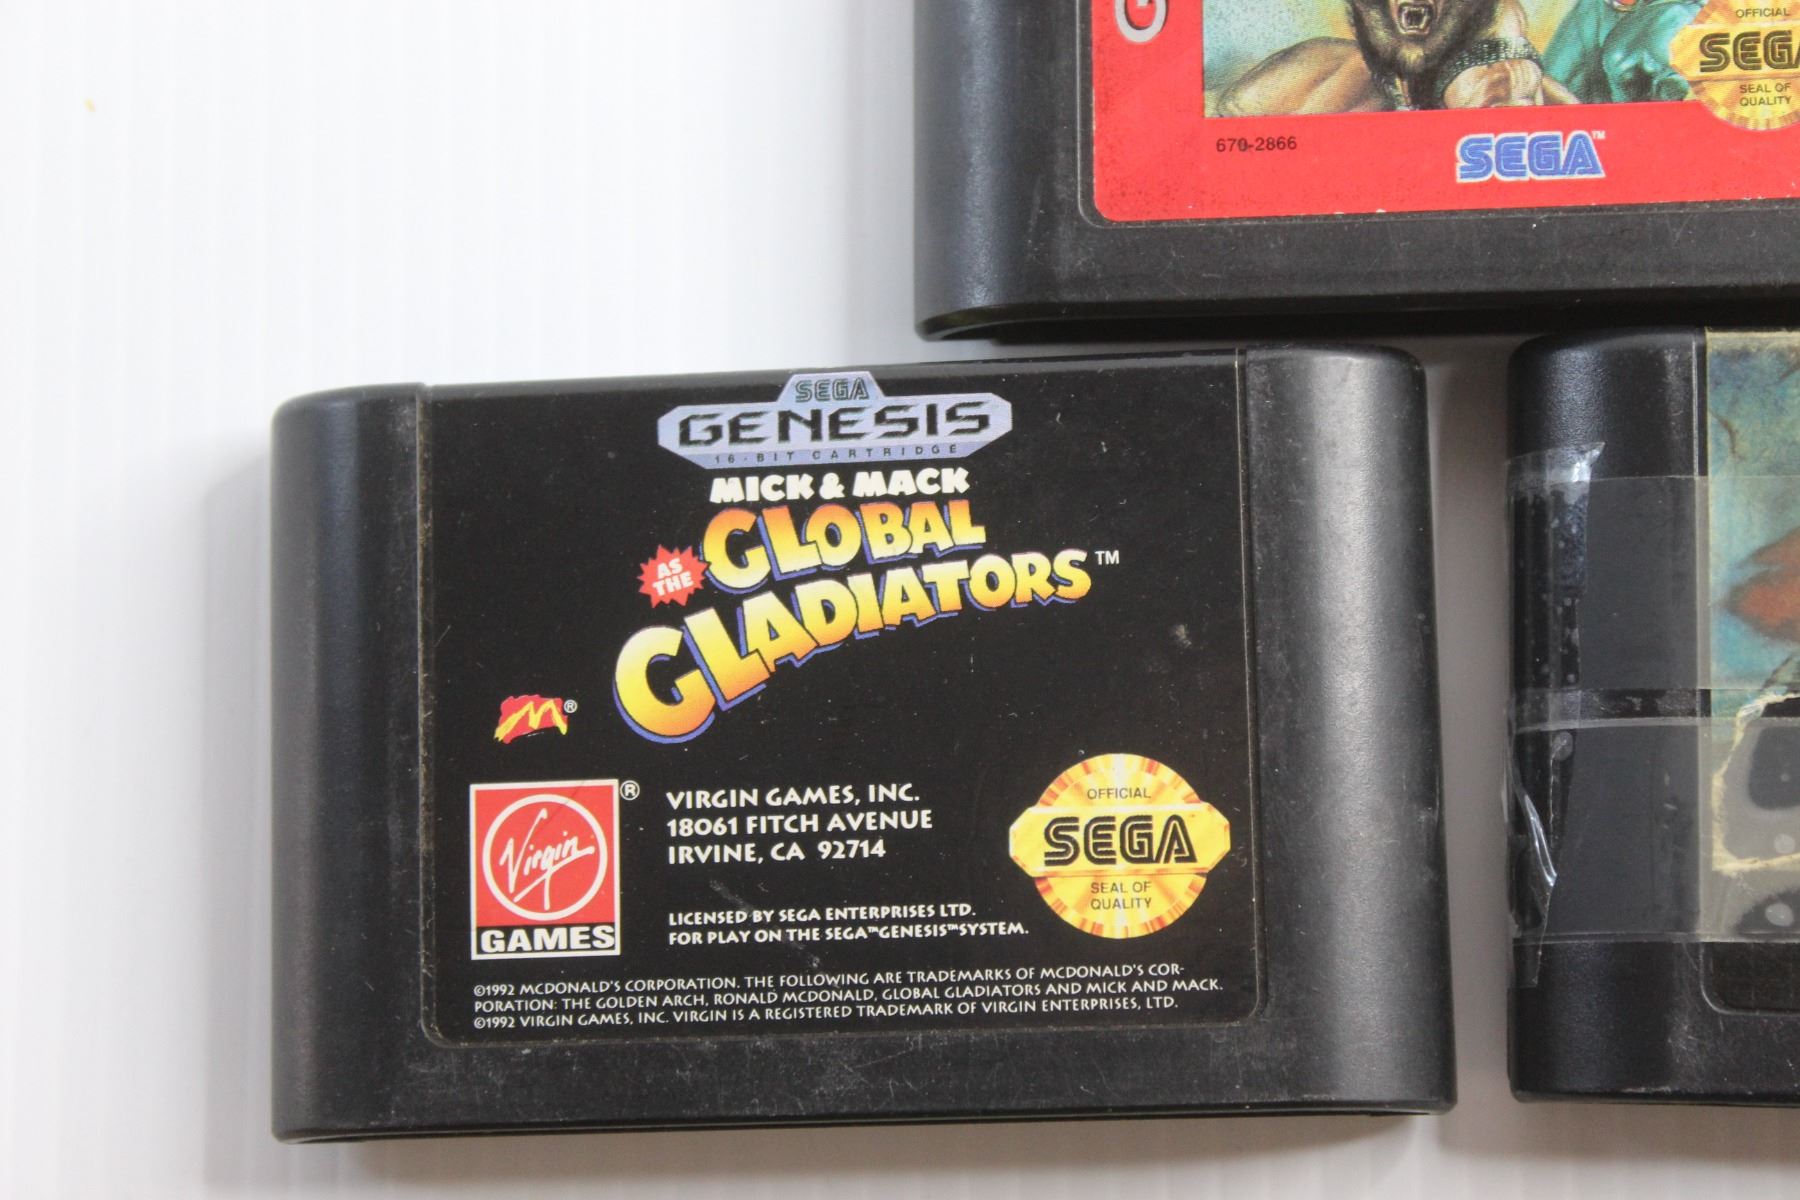 G
OFFICIAL
SEGA
SEAL OF
QUALITY
670-2866
SEGA™
SEGA
GENESIS
16-BIT CARTRIDGE
MICK & MACK
AS THE
GLOBAL
GLADIATORS™
M®
Virgin®
GAMES
VIRGIN GAMES, INC.
18061 FITCH AVENUE
IRVINE, CA 92714
LICENSED BY SEGA ENTERPRISES LTD.
FOR PLAY ON THE SEGA™ GENESIS™ SYSTEM.
OFFICIAL
SEGA
SEAL OF
QUALITY
©1992 MCDONALD'S CORPORATION. THE FOLLOWING ARE TRADEMARKS OF MCDONALD'S COR-
PORATION: THE GOLDEN ARCH, RONALD MCDONALD, GLOBAL GLADIATORS AND MICK AND MACK.
©1992 VIRGIN GAMES, INC. VIRGIN IS A REGISTERED TRADEMARK OF VIRGIN ENTERPRISES, LTD.